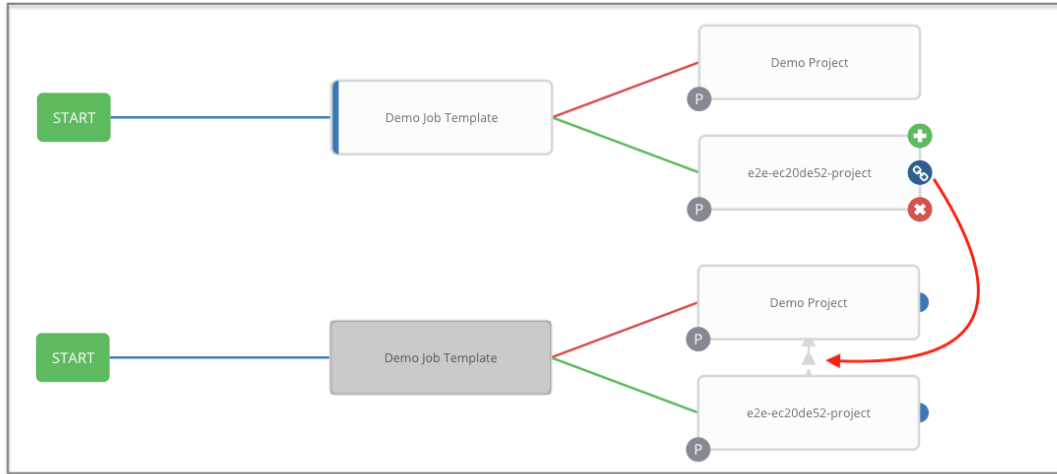 Demo Project
P
START
Demo Job Template
e2e-ec20de52-project
P
Demo Project
P
START
Demo Job Template
e2e-ec20de52-project
P